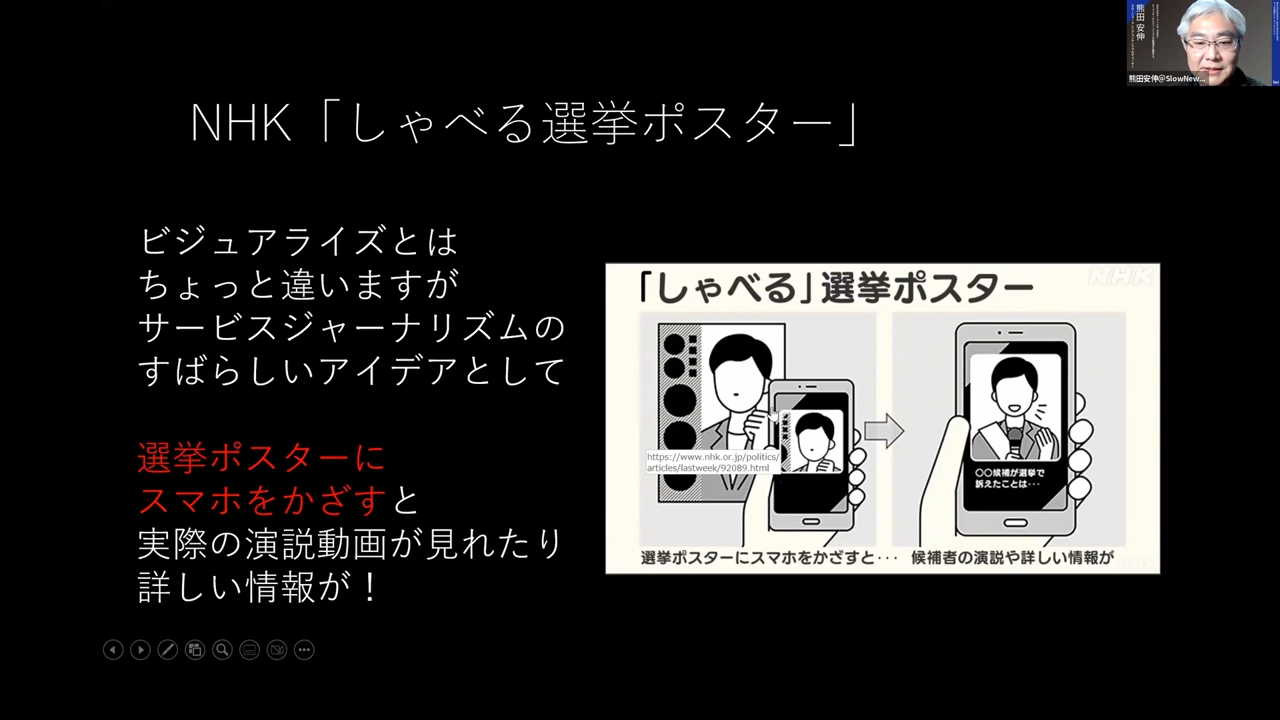 熊田 安伸
熊田安伸@SlowNew...
NHK「しゃべる選挙ポスター」
ビジュアライズとは
ちょっと違いますが
サービスジャーナリズムの
すばらしいアイデアとして
選挙ポスターに
スマホをかざすと
実際の演説動画が見れたり
詳しい情報が！
NHK
「しゃべる」選挙ポスター
https://www.nhk.or.jp/politics/
articles/lastweek/92089.html
〇〇候補が選挙で
訴えたことは・・・
選挙ポスターにスマホをかざすと・・・
候補者の演説や詳しい情報が